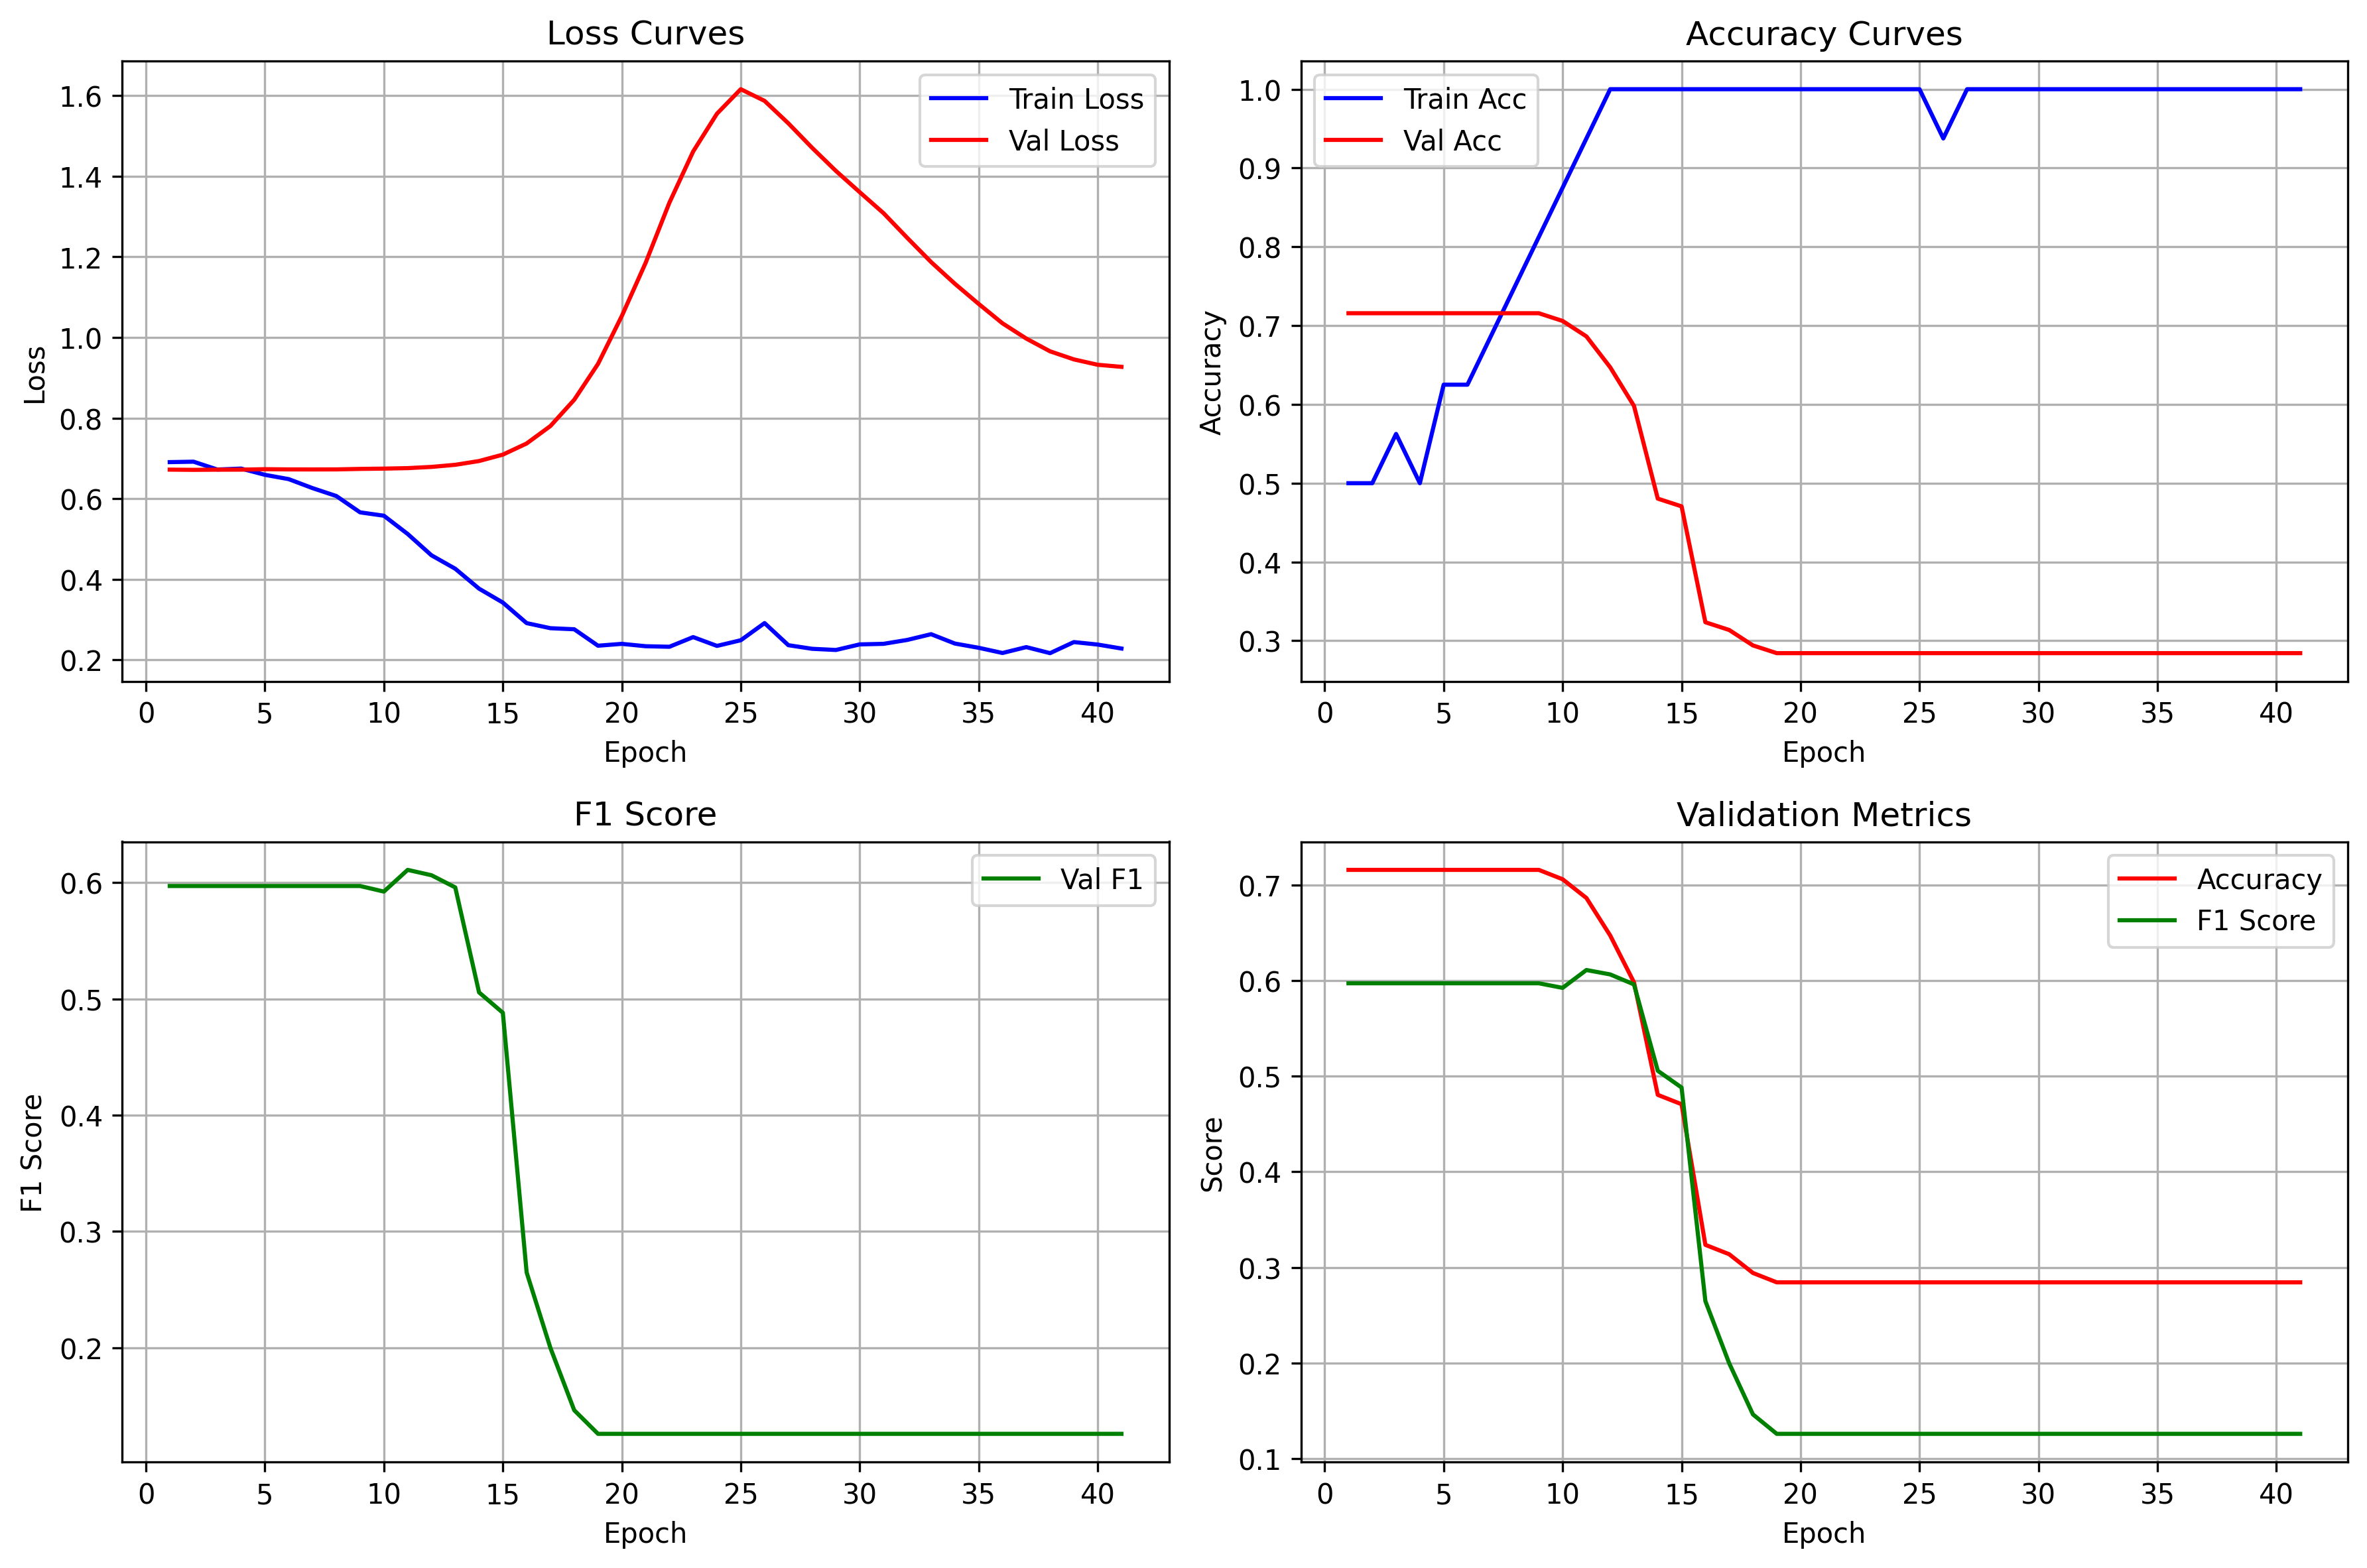 Loss Curves
Train Loss
Val Loss
1.6
1.4
1.2
1.0
0.8
0.6
0.4
0.2
Loss
0 5 10 15 20 25 30 35 40
Epoch
Accuracy Curves
Train Acc
Val Acc
1.0
0.9
0.8
0.7
0.6
0.5
0.4
0.3
Accuracy
0 5 10 15 20 25 30 35 40
Epoch
F1 Score
Val F1
0.6
0.5
0.4
0.3
0.2
F1 Score
0 5 10 15 20 25 30 35 40
Epoch
Validation Metrics
Accuracy
F1 Score
0.7
0.6
0.5
0.4
0.3
0.2
0.1
Score
0 5 10 15 20 25 30 35 40
Epoch